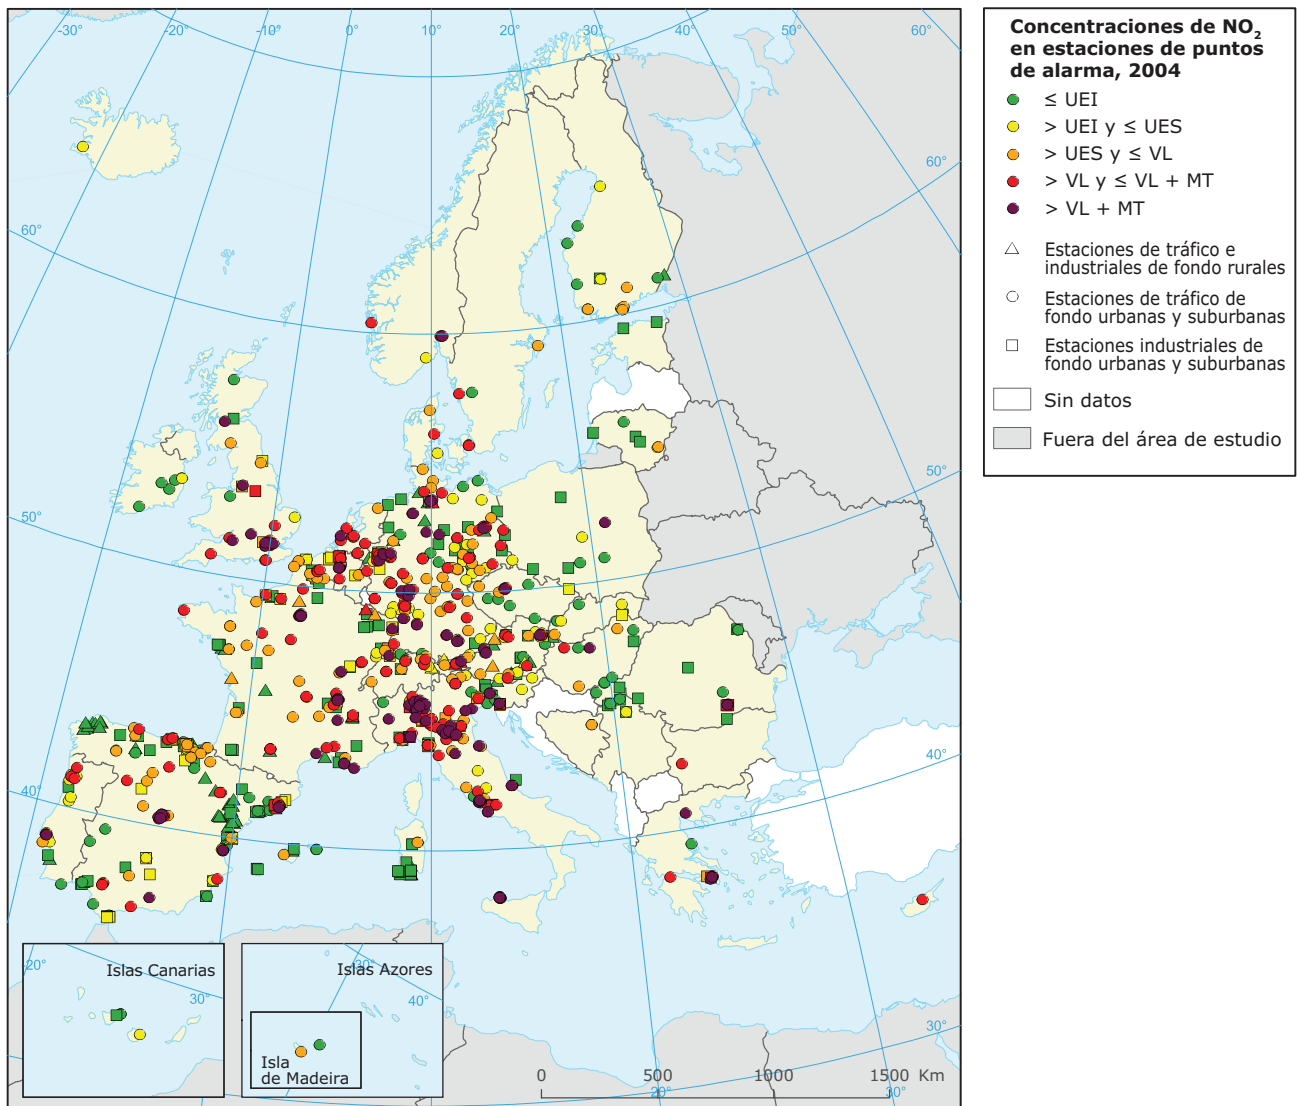 -30°
-20°
-10°
0°
10°
20°
30°
40°
50°
60°
60°
60°
50°
50°
40°
40°
30°
20°
30°
Islas Canarias
-20°
30°
Islas Azores
-30°
40°
Isla
de Madeira
0
500
1000
1500 Km
Concentraciones de NO₂
en estaciones de puntos
de alarma, 2004
≤ UEI
> UEI y ≤ UES
> UES y ≤ VL
> VL y ≤ VL + MT
> VL + MT
Estaciones de tráfico e
industriales de fondo rurales
Estaciones de tráfico de
fondo urbanas y suburbanas
Estaciones industriales de
fondo urbanas y suburbanas
Sin datos
Fuera del área de estudio